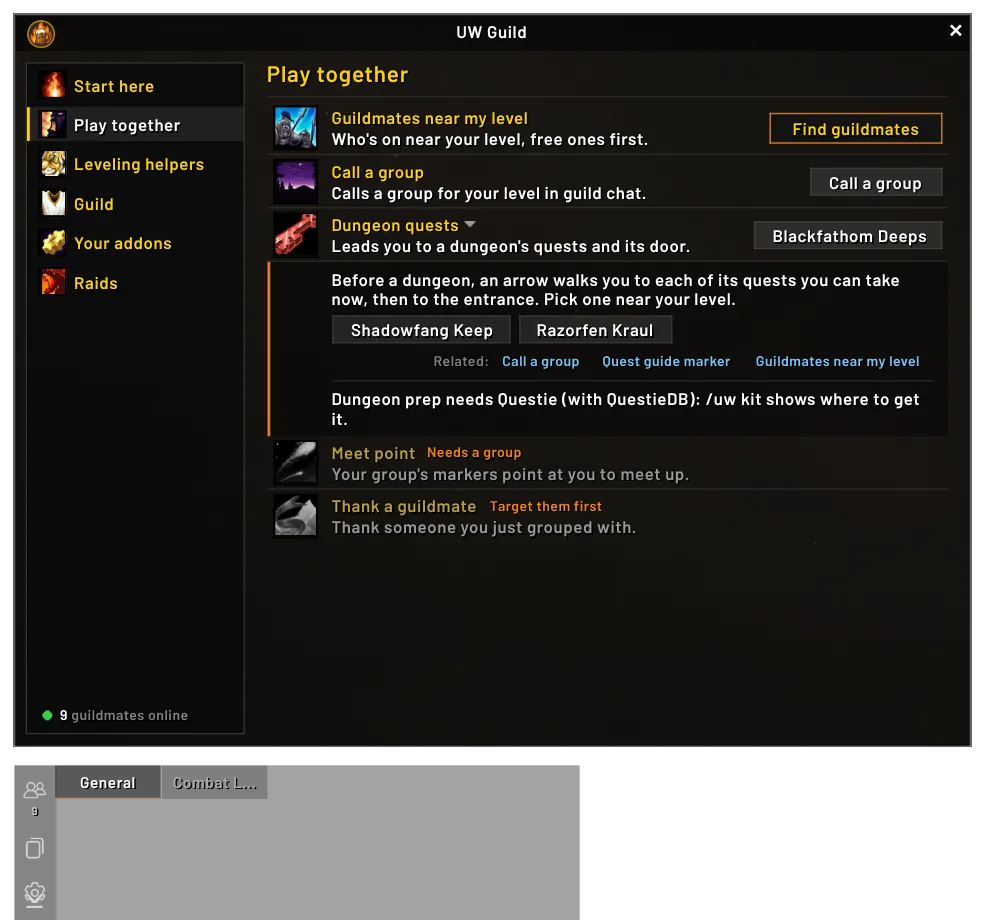 UW Guild
Start here
Play together
Leveling helpers
Guild
Your addons
Raids
9 guildmates online
Play together
Guildmates near my level
Who's on near your level, free ones first.
Find guildmates
Call a group
Calls a group for your level in guild chat.
Call a group
Dungeon quests
Leads you to a dungeon's quests and its door.
Blackfathom Deeps
Before a dungeon, an arrow walks you to each of its quests you can take
now, then to the entrance. Pick one near your level.
Shadowfang Keep
Razorfen Kraul
Related: Call a group Quest guide marker Guildmates near my level
Dungeon prep needs Questie (with QuestieDB): /uw kit shows where to get
it.
Meet point Needs a group
Your group's markers point at you to meet up.
Thank a guildmate Target them first
Thank someone you just grouped with.
General
Combat L...
9